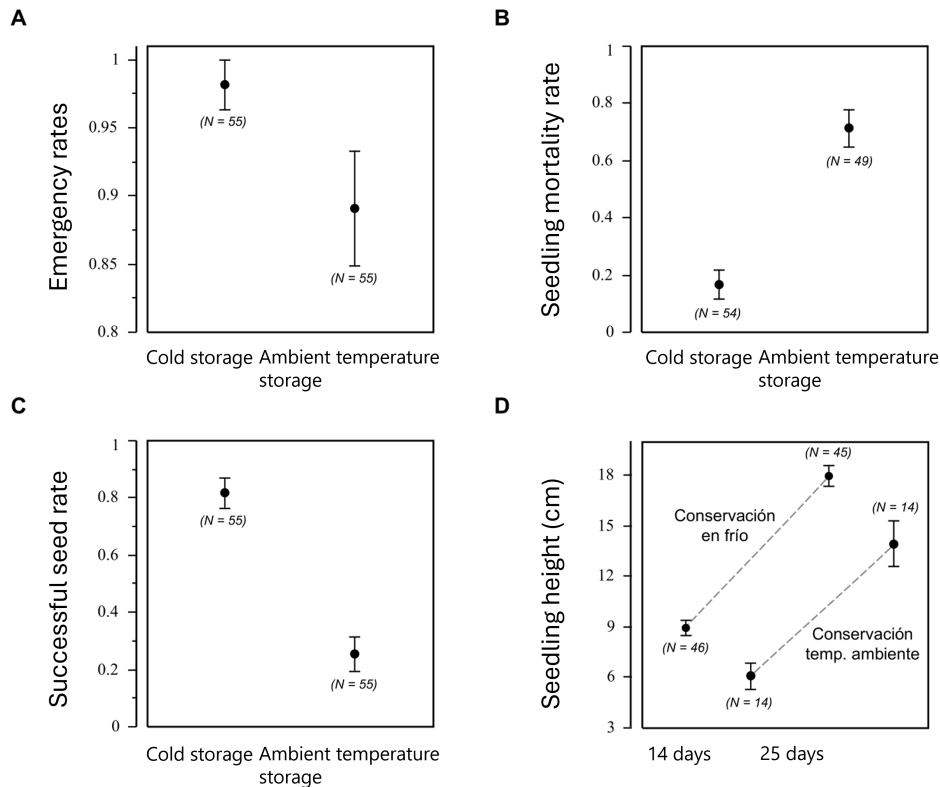 A
Emergency rates
1
0.95
0.9
0.85
0.8
(N = 55)
(N = 55)
Cold storage Ambient temperature
storage
B
Seedling mortality rate
1
0.8
0.6
0.4
0.2
0
(N = 54)
(N = 49)
Cold storage Ambient temperature
storage
C
Successful seed rate
1
0.8
0.6
0.4
0.2
0
(N = 55)
(N = 55)
Cold storage Ambient temperature
storage
D
Seedling height (cm)
18
15
12
9
6
3
(N = 45)
(N = 14)
Conservación
en frío
(N = 46)
Conservación
temp. ambiente
(N = 14)
14 days
25 days